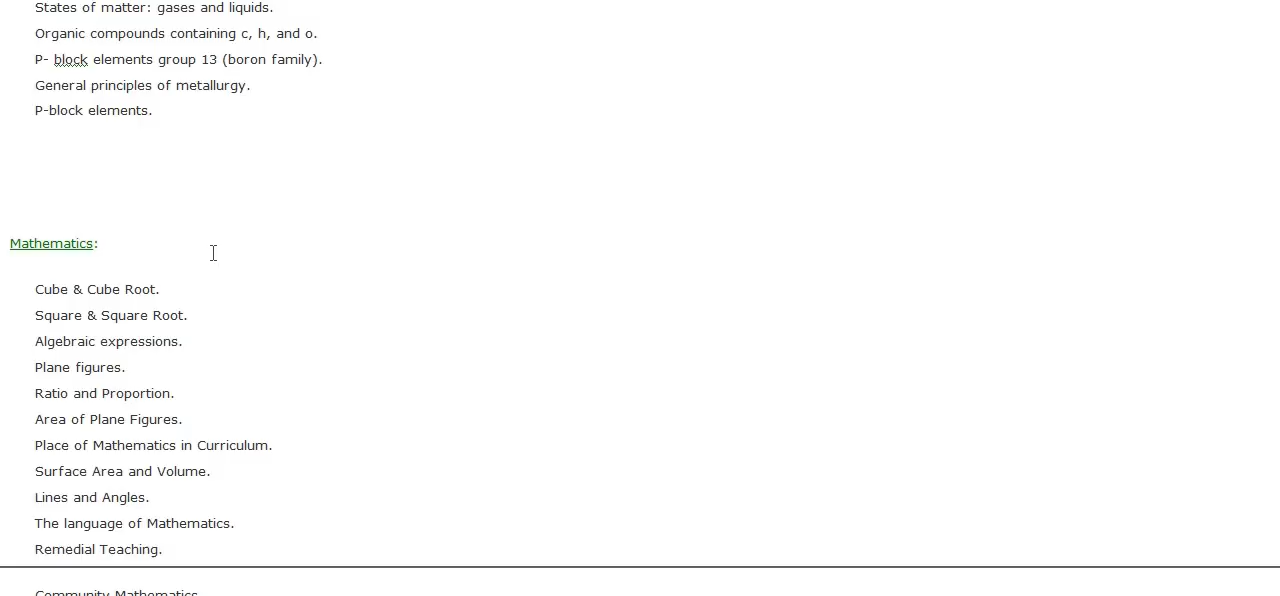 States of matter: gases and liquids.
Organic compounds containing c, h, and o.
P- block elements group 13 (boron family).
General principles of metallurgy.
P-block elements.
Mathematics:
Cube & Cube Root.
Square & Square Root.
Algebraic expressions.
Plane figures.
Ratio and Proportion.
Area of Plane Figures.
Place of Mathematics in Curriculum.
Surface Area and Volume.
Lines and Angles.
The language of Mathematics.
Remedial Teaching.
Community Mathematics.